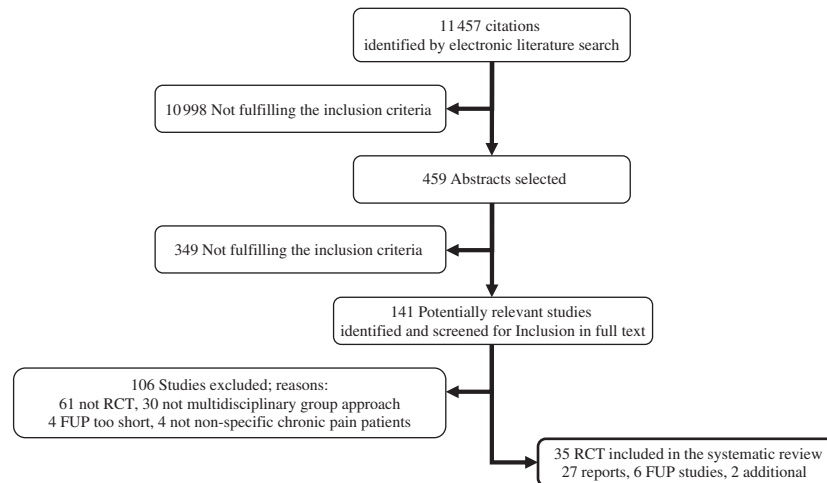 11 457 citations
identified by electronic literature search
10 998 Not fulfilling the inclusion criteria
459 Abstracts selected
349 Not fulfilling the inclusion criteria
141 Potentially relevant studies
identified and screened for Inclusion in full text
106 Studies excluded; reasons:
61 not RCT, 30 not multidisciplinary group approach
4 FUP too short, 4 not non-specific chronic pain patients
35 RCT included in the systematic review
27 reports, 6 FUP studies, 2 additional